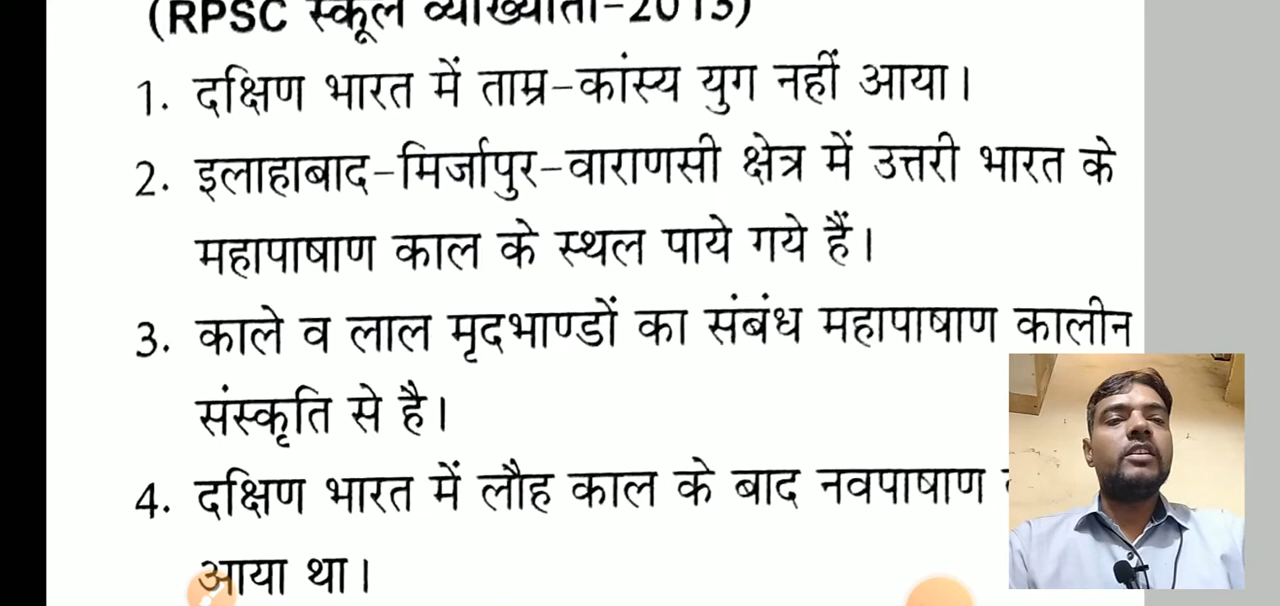 (RPSC स्कूल व्याख्याता-2013)
1. दक्षिण भारत में ताम्र-कांस्य युग नहीं आया।
2. इलाहाबाद-मिर्जापुर-वाराणसी क्षेत्र में उत्तरी भारत के
महापाषाण काल के स्थल पाये गये हैं।
3. काले व लाल मृदभाण्डों का संबंध महापाषाण कालीन
संस्कृति से है।
4. दक्षिण भारत में लौह काल के बाद नवपाषाण
आया था।